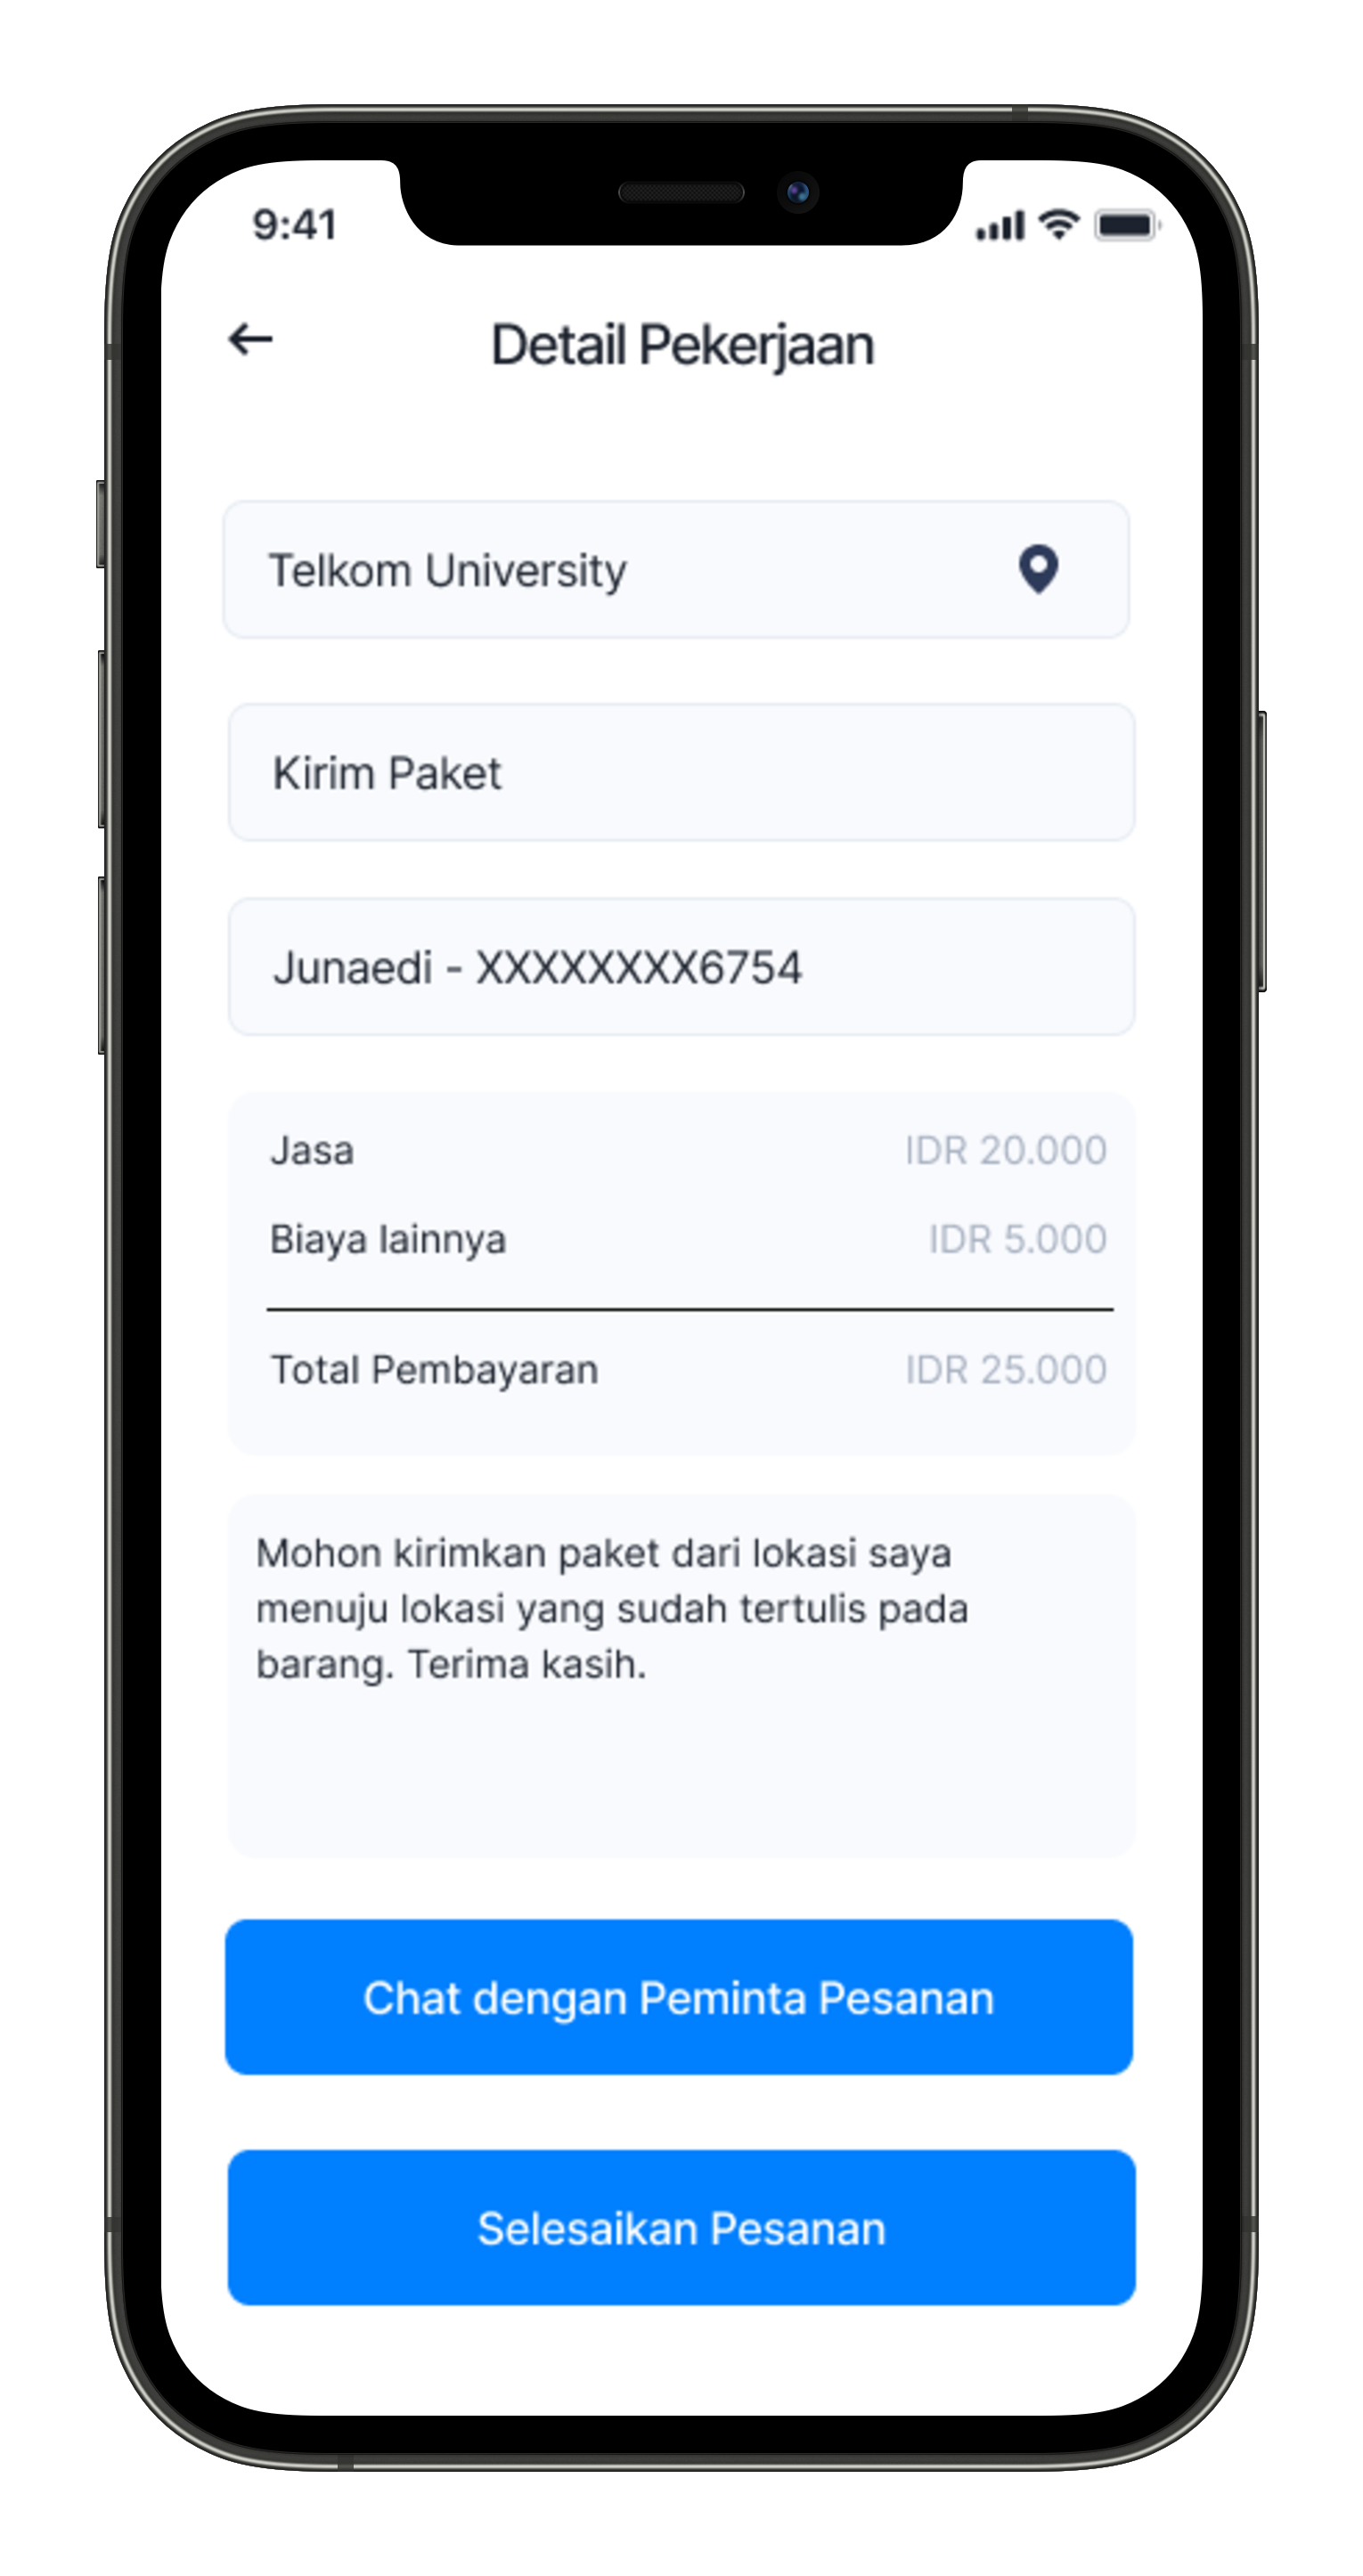 9:41
Detail Pekerjaan
Telkom University
Kirim Paket
Junaedi - XXXXXXXX6754
Jasa IDR 20.000
Biaya lainnya IDR 5.000
Total Pembayaran IDR 25.000
Mohon kirimkan paket dari lokasi saya
menuju lokasi yang sudah tertulis pada
barang. Terima kasih.
Chat dengan Peminta Pesanan
Selesaikan Pesanan